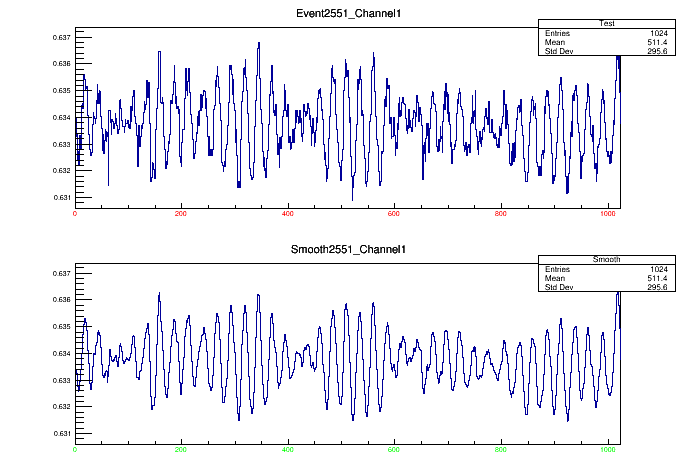 Event2551_Channel1
Test
Entries 1024
Mean 511.4
Std Dev 295.6
0.637
0.636
0.635
0.634
0.633
0.632
0.631
0 200 400 600 800 1000
Smooth2551_Channel1
Smooth
Entries 1024
Mean 511.4
Std Dev 295.6
0.637
0.636
0.635
0.634
0.633
0.632
0.631
0 200 400 600 800 1000